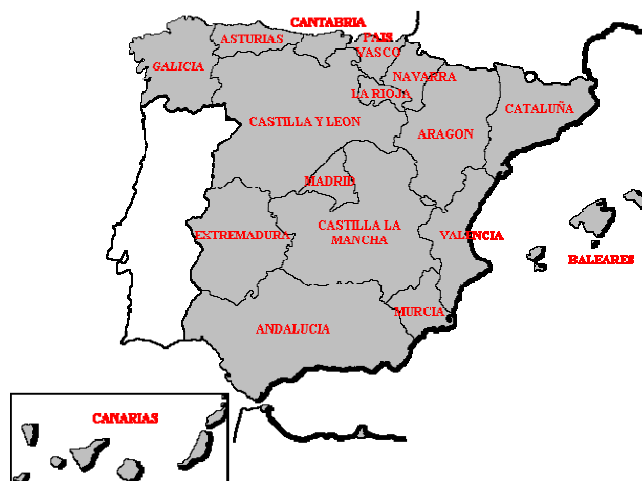 CANTABRIA
ASTURIAS
PAIS
VASCO
GALICIA
NAVARRA
LA RIOJA
CATALUÑA
CASTILLA Y LEON
ARAGON
MADRID
EXTREMADURA
CASTILLA LA
MANCHA
VALENCIA
BALEARES
MURCIA
ANDALUCIA
CANARIAS